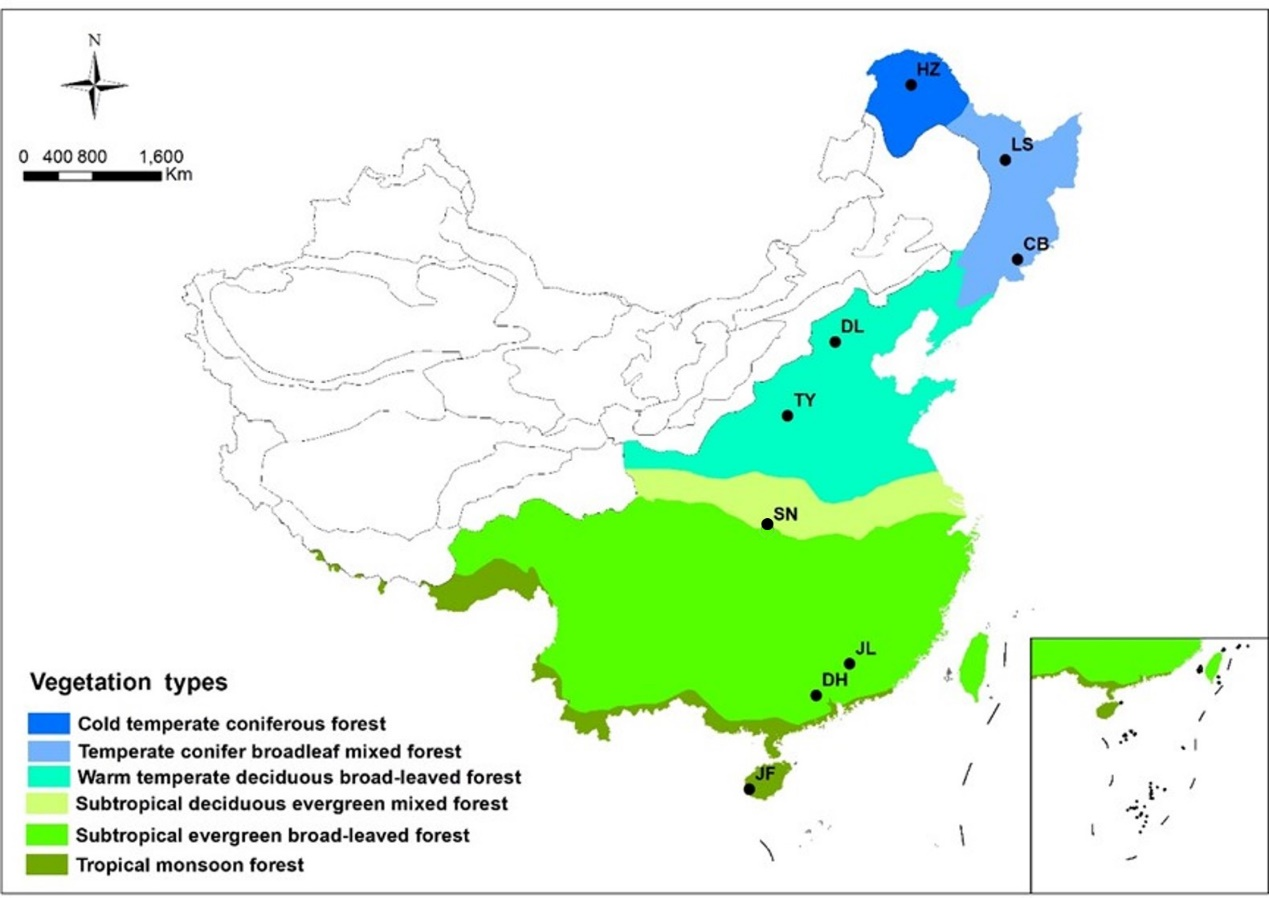 N
0 400 800 1,600
Km
HZ
LS
CB
DL
TY
SN
JL
DH
JF
Vegetation types
Cold temperate coniferous forest
Temperate conifer broadleaf mixed forest
Warm temperate deciduous broad-leaved forest
Subtropical deciduous evergreen mixed forest
Subtropical evergreen broad-leaved forest
Tropical monsoon forest